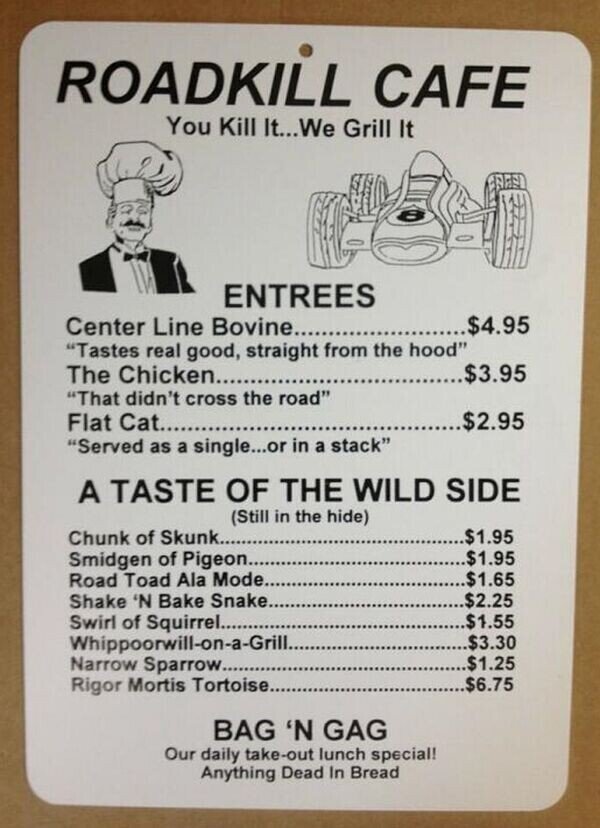 ROADKILL CAFE
You Kill It...We Grill It
8
ENTREES
Center Line Bovine.......................$4.95
“Tastes real good, straight from the hood”
The Chicken.................................$3.95
“That didn’t cross the road”
Flat Cat........................................$2.95
“Served as a single...or in a stack”
A TASTE OF THE WILD SIDE
(Still in the hide)
Chunk of Skunk....................................$1.95
Smidgen of Pigeon................................$1.95
Road Toad Ala Mode.............................$1.65
Shake ‘N Bake Snake.............................$2.25
Swirl of Squirrel....................................$1.55
Whippoorwill-on-a-Grill..........................$3.30
Narrow Sparrow....................................$1.25
Rigor Mortis Tortoise.............................$6.75
BAG ‘N GAG
Our daily take-out lunch special!
Anything Dead In Bread